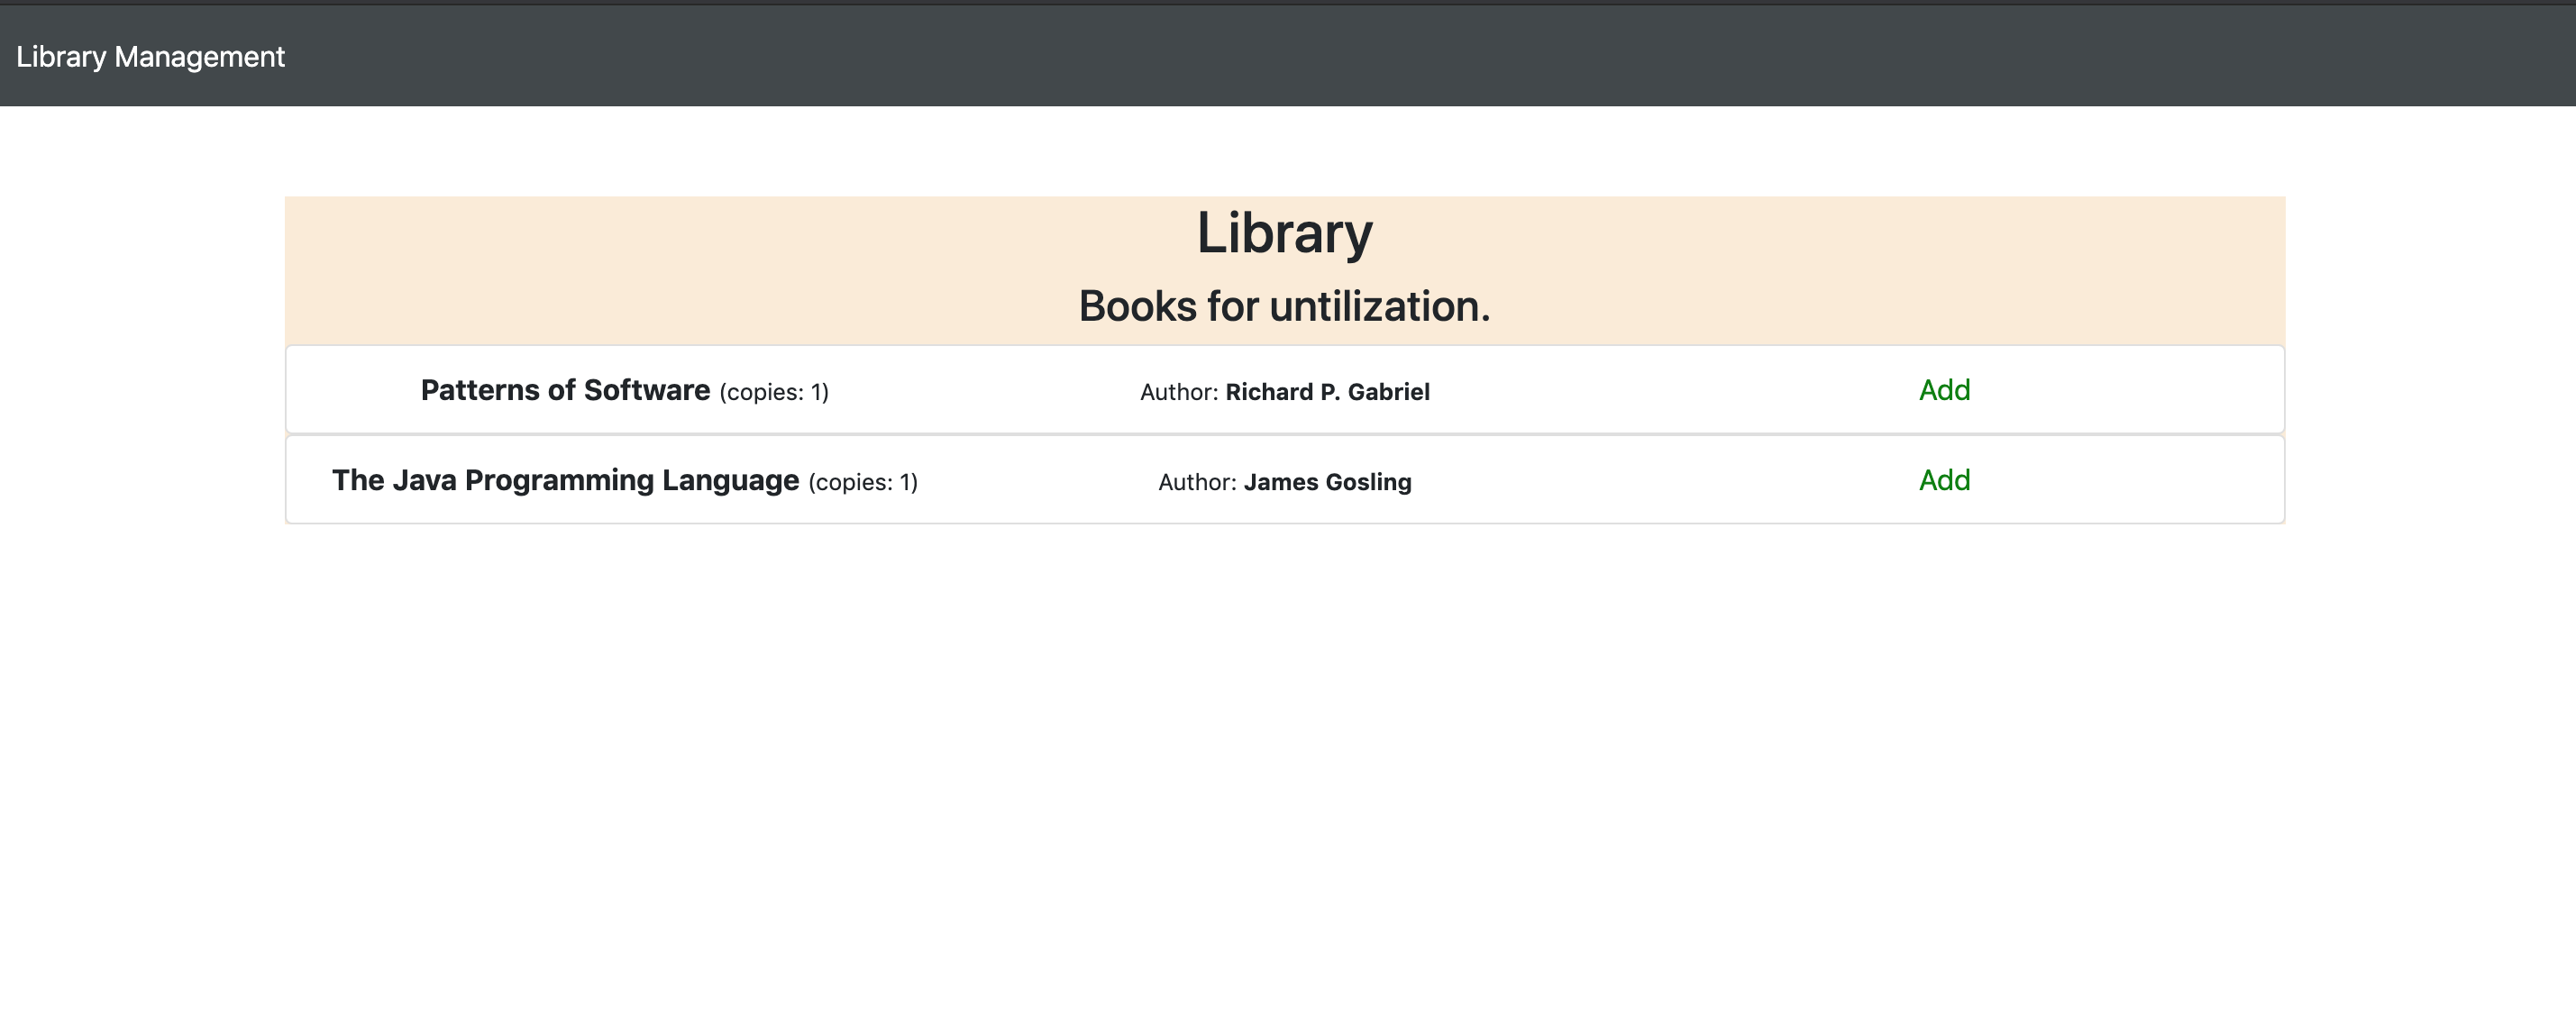 Library Management
Library
Books for untilization.
Patterns of Software (copies: 1) Author: Richard P. Gabriel Add
The Java Programming Language (copies: 1) Author: James Gosling Add